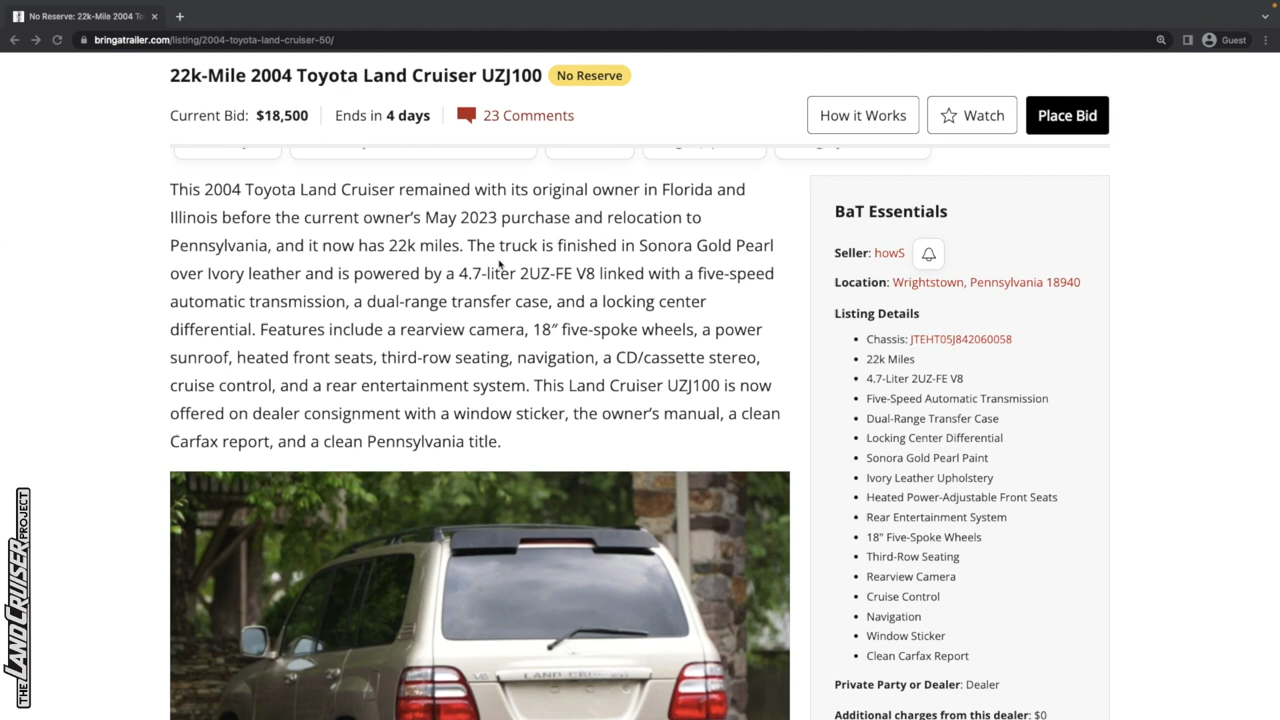 No Reserve: 22k-Mile 2004 To
bringatrailer.com/listing/2004-toyota-land-cruiser-50/
Guest
22k-Mile 2004 Toyota Land Cruiser UZJ100
No Reserve
Current Bid: $18,500
Ends in 4 days
23 Comments
How it Works
Watch
Place Bid
This 2004 Toyota Land Cruiser remained with its original owner in Florida and
Illinois before the current owner’s May 2023 purchase and relocation to
Pennsylvania, and it now has 22k miles. The truck is finished in Sonora Gold Pearl
over Ivory leather and is powered by a 4.7-liter 2UZ-FE V8 linked with a five-speed
automatic transmission, a dual-range transfer case, and a locking center
differential. Features include a rearview camera, 18″ five-spoke wheels, a power
sunroof, heated front seats, third-row seating, navigation, a CD/cassette stereo,
cruise control, and a rear entertainment system. This Land Cruiser UZJ100 is now
offered on dealer consignment with a window sticker, the owner’s manual, a clean
Carfax report, and a clean Pennsylvania title.
LAND CRUISER
BaT Essentials
Seller: howS
Location: Wrightstown, Pennsylvania 18940
Listing Details
Chassis: JTEHT05J842060058
22k Miles
4.7-Liter 2UZ-FE V8
Five-Speed Automatic Transmission
Dual-Range Transfer Case
Locking Center Differential
Sonora Gold Pearl Paint
Ivory Leather Upholstery
Heated Power-Adjustable Front Seats
Rear Entertainment System
18" Five-Spoke Wheels
Third-Row Seating
Rearview Camera
Cruise Control
Navigation
Window Sticker
Clean Carfax Report
Private Party or Dealer: Dealer
Additional charges from this dealer: $0
THE LAND CRUISER PROJECT